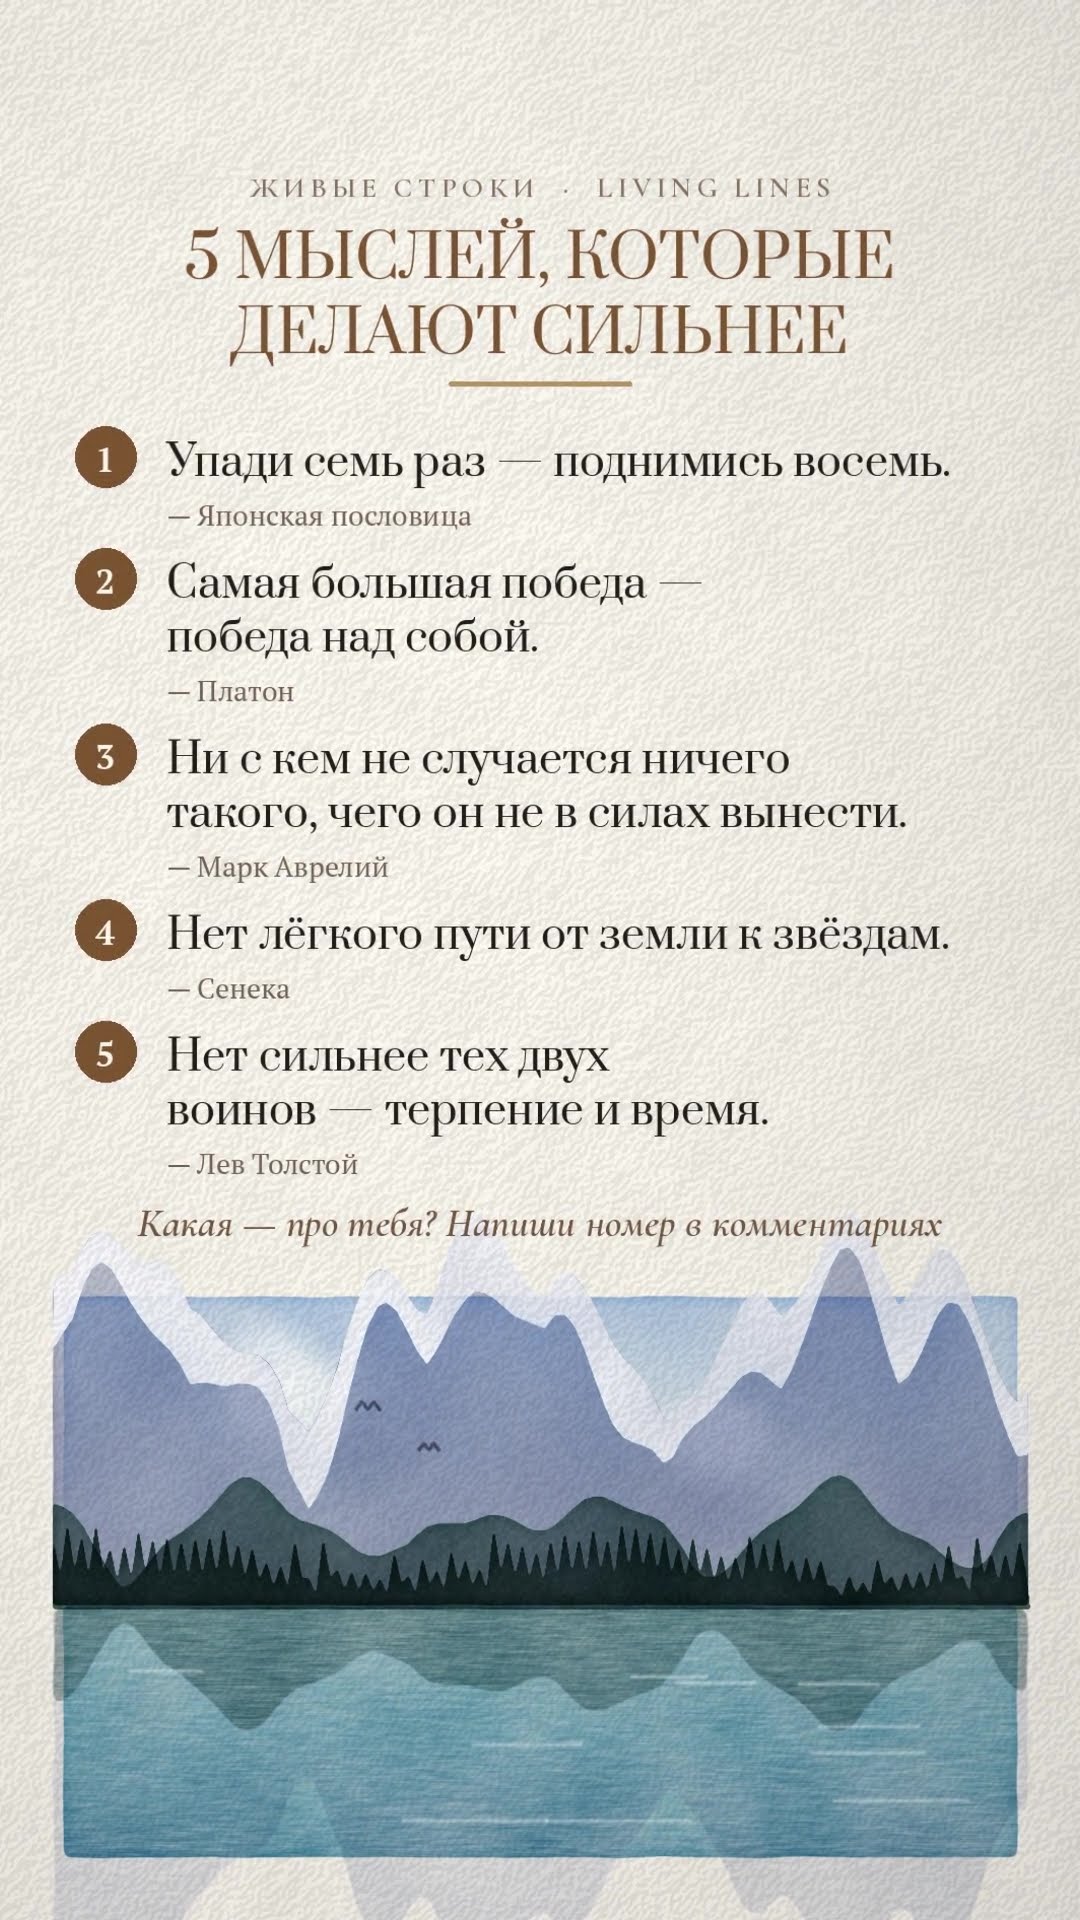 ЖИВЫЕ СТРОКИ · LIVING LINES
5 МЫСЛЕЙ, КОТОРЫЕ
ДЕЛАЮТ СИЛЬНЕЕ
1 Упади семь раз — поднимись восемь.
— Японская пословица
2 Самая большая победа —
победа над собой.
— Платон
3 Ни с кем не случается ничего
такого, чего он не в силах вынести.
— Марк Аврелий
4 Нет лёгкого пути от земли к звёздам.
— Сенека
5 Нет сильнее тех двух
воинов — терпение и время.
— Лев Толстой
Какая — про тебя? Напиши номер в комментариях